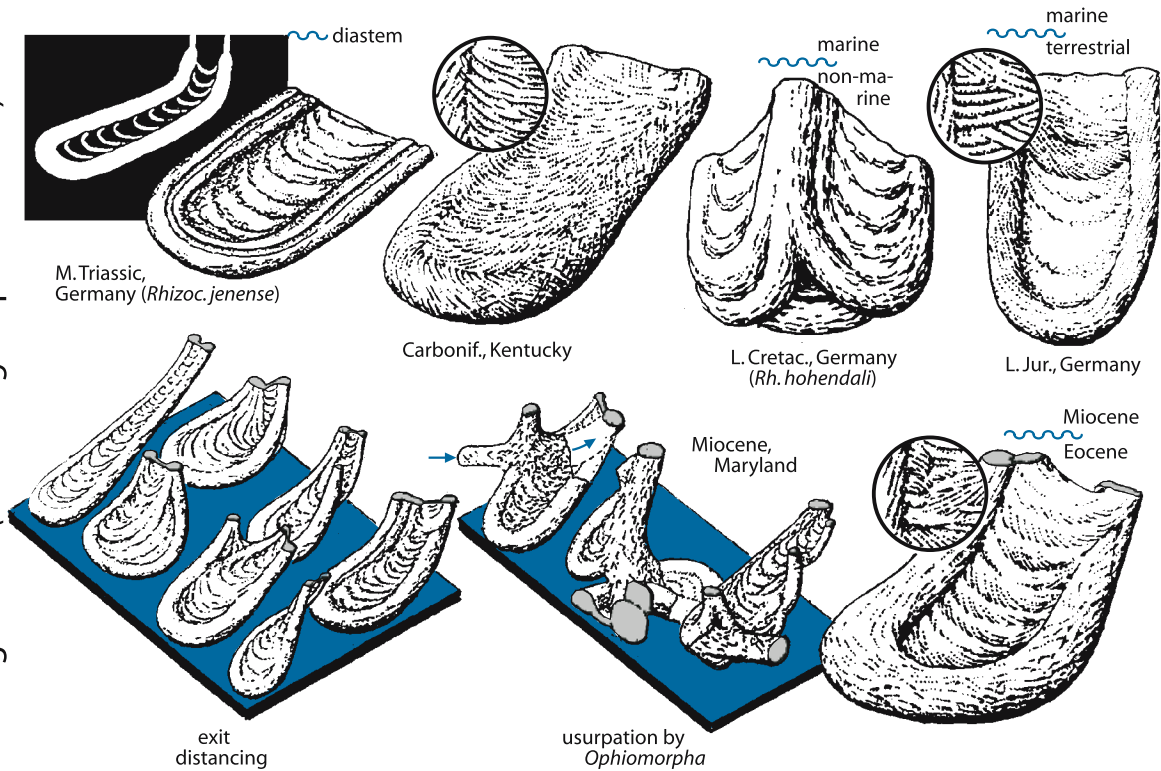 diastem
marine
non-ma-
rine
marine
terrestrial
M. Triassic,
Germany (Rhizoc. jenense)
Carbonif., Kentucky
L. Cretac., Germany
(Rh. hohendali)
L. Jur., Germany
Miocene,
Maryland
Miocene
Eocene
exit
distancing
usurpation by
Ophiomorpha